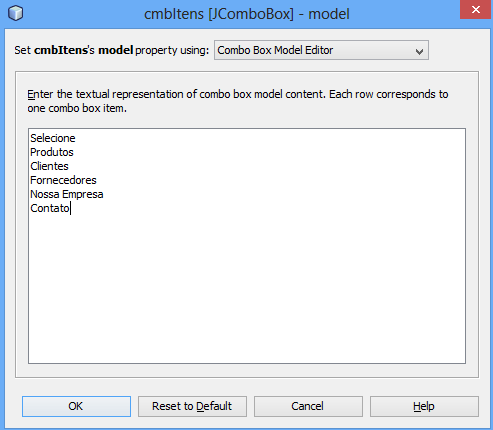 cmbItens [JComboBox] - model
Set cmbItens's model property using: Combo Box Model Editor
Enter the textual representation of combo box model content. Each row corresponds to
one combo box item.
Selecione
Produtos
Clientes
Fornecedores
Nossa Empresa
Contato
OK Reset to Default Cancel Help